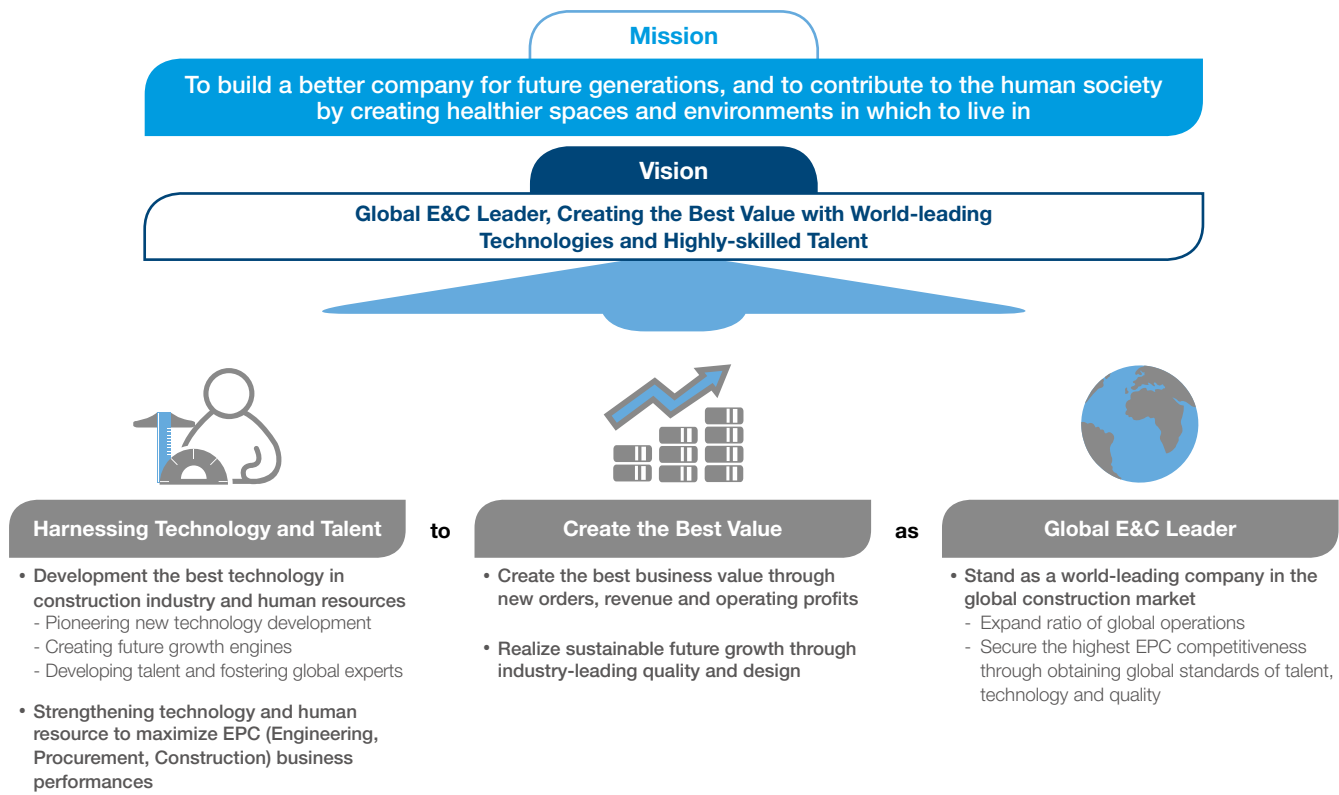 Mission
To build a better company for future generations, and to contribute to the human society
by creating healthier spaces and environments in which to live in
Vision
Global E&C Leader, Creating the Best Value with World-leading
Technologies and Highly-skilled Talent
Harnessing Technology and Talent
• Development the best technology in
construction industry and human resources
- Pioneering new technology development
- Creating future growth engines
- Developing talent and fostering global experts
• Strengthening technology and human
resource to maximize EPC (Engineering,
Procurement, Construction) business
performances
to
Create the Best Value
• Create the best business value through
new orders, revenue and operating profits
• Realize sustainable future growth through
industry-leading quality and design
as
Global E&C Leader
• Stand as a world-leading company in the
global construction market
- Expand ratio of global operations
- Secure the highest EPC competitiveness
through obtaining global standards of talent,
technology and quality